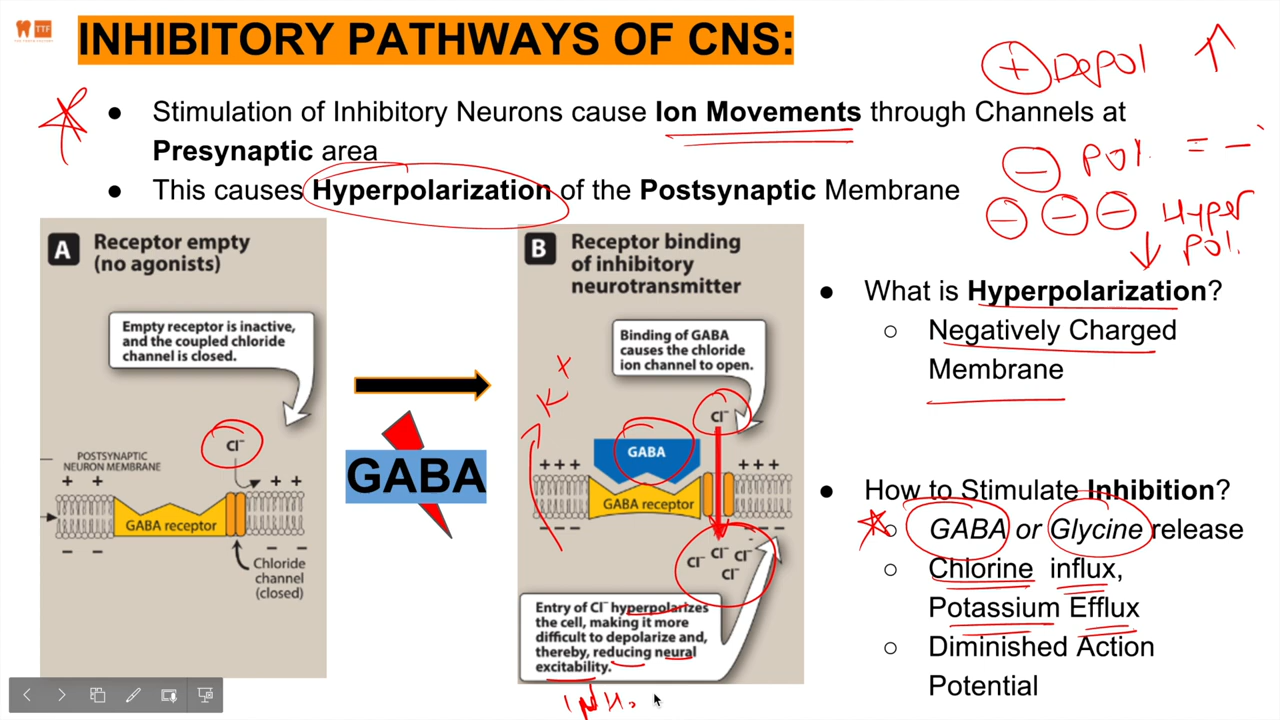 TTF
INHIBITORY PATHWAYS OF CNS:
+ Depol ↑
● Stimulation of Inhibitory Neurons cause Ion Movements through Channels at
Presynaptic area
● This causes Hyperpolarization of the Postsynaptic Membrane
− Pol. = −
− − − Hyper
↓ Pol.
A Receptor empty
(no agonists)
Empty receptor is inactive,
and the coupled chloride
channel is closed.
Cl⁻
POSTSYNAPTIC
NEURON MEMBRANE
+ + + +
GABA receptor
− − − −
Chloride
channel
(closed)
GABA
B Receptor binding
of inhibitory
neurotransmitter
Binding of GABA
causes the chloride
ion channel to open.
K+
Cl⁻
GABA
+++ +++
GABA receptor
Cl⁻ Cl⁻ Cl⁻
Cl⁻
Entry of Cl⁻ hyperpolarizes
the cell, making it more
difficult to depolarize and,
thereby, reducing neural
excitability.
INH.
● What is Hyperpolarization?
○ Negatively Charged
Membrane
● How to Stimulate Inhibition?
○ GABA or Glycine release
○ Chlorine influx,
Potassium Efflux
○ Diminished Action
Potential